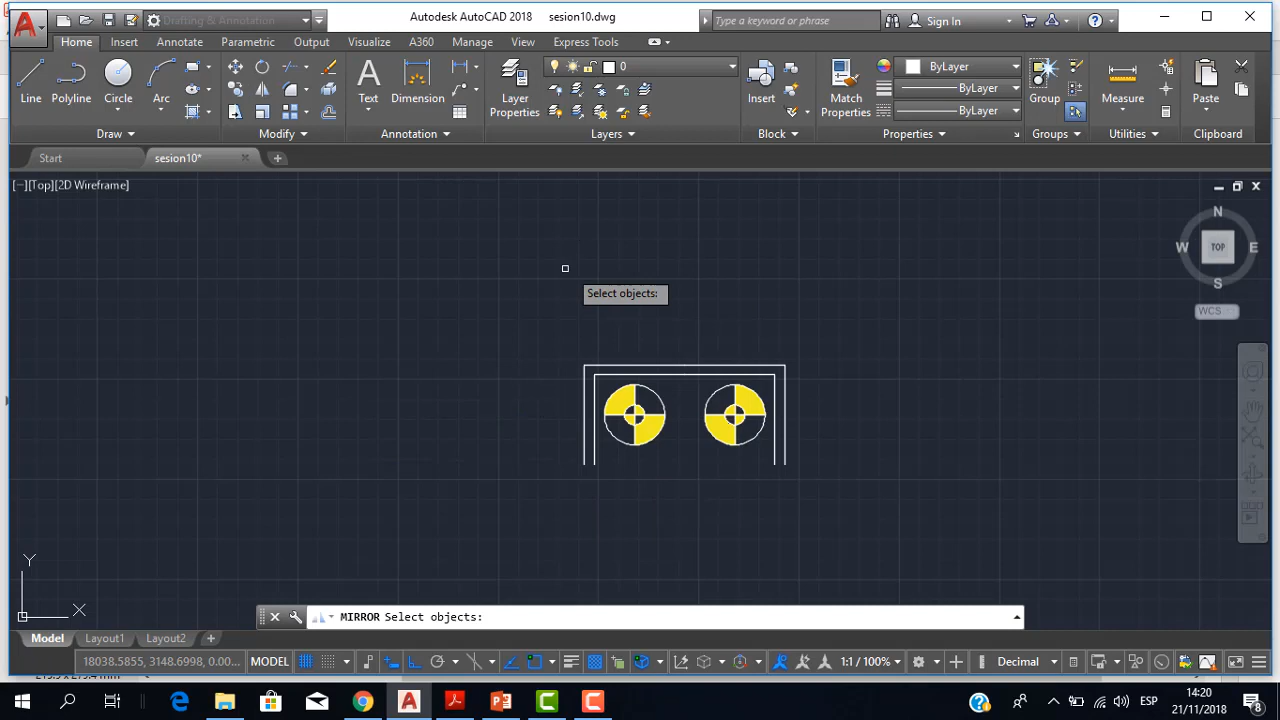 Drafting & Annotation
Autodesk AutoCAD 2018 sesion10.dwg
Type a keyword or phrase
Sign In
Home Insert Annotate Parametric Output Visualize A360 Manage View Express Tools
0
ByLayer
ByLayer
ByLayer
Line Polyline Circle Arc Text Dimension Layer Properties Insert Match Properties Group Measure Paste
Draw Modify Annotation Layers Block Properties Groups Utilities Clipboard
Start sesion10*
[−][Top][2D Wireframe]
N
W TOP E
S
WCS
Select objects:
Y
X
MIRROR Select objects:
Model Layout1 Layout2
18038.5855, 3148.6998, 0.00... MODEL 1:1 / 100% Decimal
ESP
14:20
21/11/2018
8